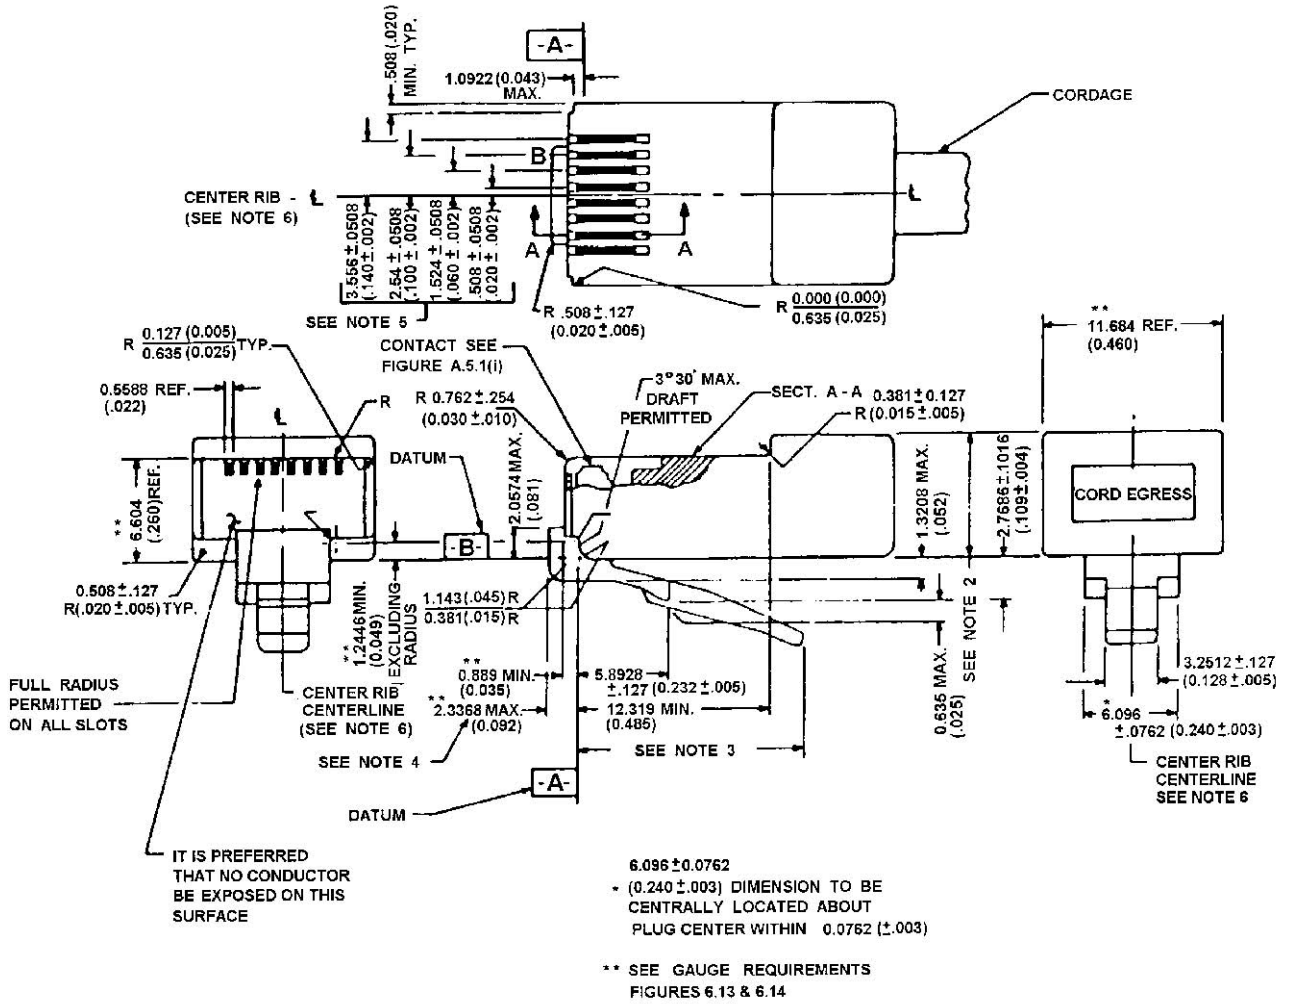 .508 (.020)
MIN. TYP.
-A-
1.0922 (0.043)
MAX.
CORDAGE
B
CENTER RIB - ℄
(SEE NOTE 6)
℄
A
A
3.556 ±.0508
(.140±.002)
2.54 ±.0508
(.100 ±.002)
1.524 ±.0508
(.060 ±.002)
.508 ±.0508
(.020 ±.002)
SEE NOTE 5
R .508±.127
(0.020±.005)
R 0.000 (0.000)
0.635 (0.025)
** 11.684 REF.
(0.460)
R 0.127 (0.005)
0.635 (0.025) TYP.
CONTACT SEE
FIGURE A.5.1(i)
3°30' MAX.
DRAFT
PERMITTED
SECT. A - A
0.381±0.127
R (0.015 ±.005)
0.5588 REF.
(.022)
℄
R
R 0.762±.254
(0.030 ±.010)
DATUM
2.0574 MAX.
(.081)
1.3208 MAX.
(.052)
2.7686±.1016
(.109±.004)
CORD EGRESS
** 6.604
(.260)REF.
-B-
0.508±.127
R(.020±.005) TYP.
** 1.2446MIN.
(0.049)
EXCLUDING
RADIUS
1.143(.045) R
0.381(.015) R
SEE NOTE 2
0.635 MAX.
(.025)
3.2512±.127
(0.128±.005)
** 0.889 MIN.
(0.035)
5.8928
±.127 (0.232 ±.005)
** 2.3368 MAX.
(0.092)
12.319 MIN.
(0.485)
* 6.096
±.0762 (0.240±.003)
FULL RADIUS
PERMITTED
ON ALL SLOTS
CENTER RIB
CENTERLINE
(SEE NOTE 6)
SEE NOTE 4
SEE NOTE 3
CENTER RIB
CENTERLINE
SEE NOTE 6
-A-
DATUM
IT IS PREFERRED
THAT NO CONDUCTOR
BE EXPOSED ON THIS
SURFACE
6.096±0.0762
* (0.240±.003) DIMENSION TO BE
CENTRALLY LOCATED ABOUT
PLUG CENTER WITHIN 0.0762 (±.003)
** SEE GAUGE REQUIREMENTS
FIGURES 6.13 & 6.14